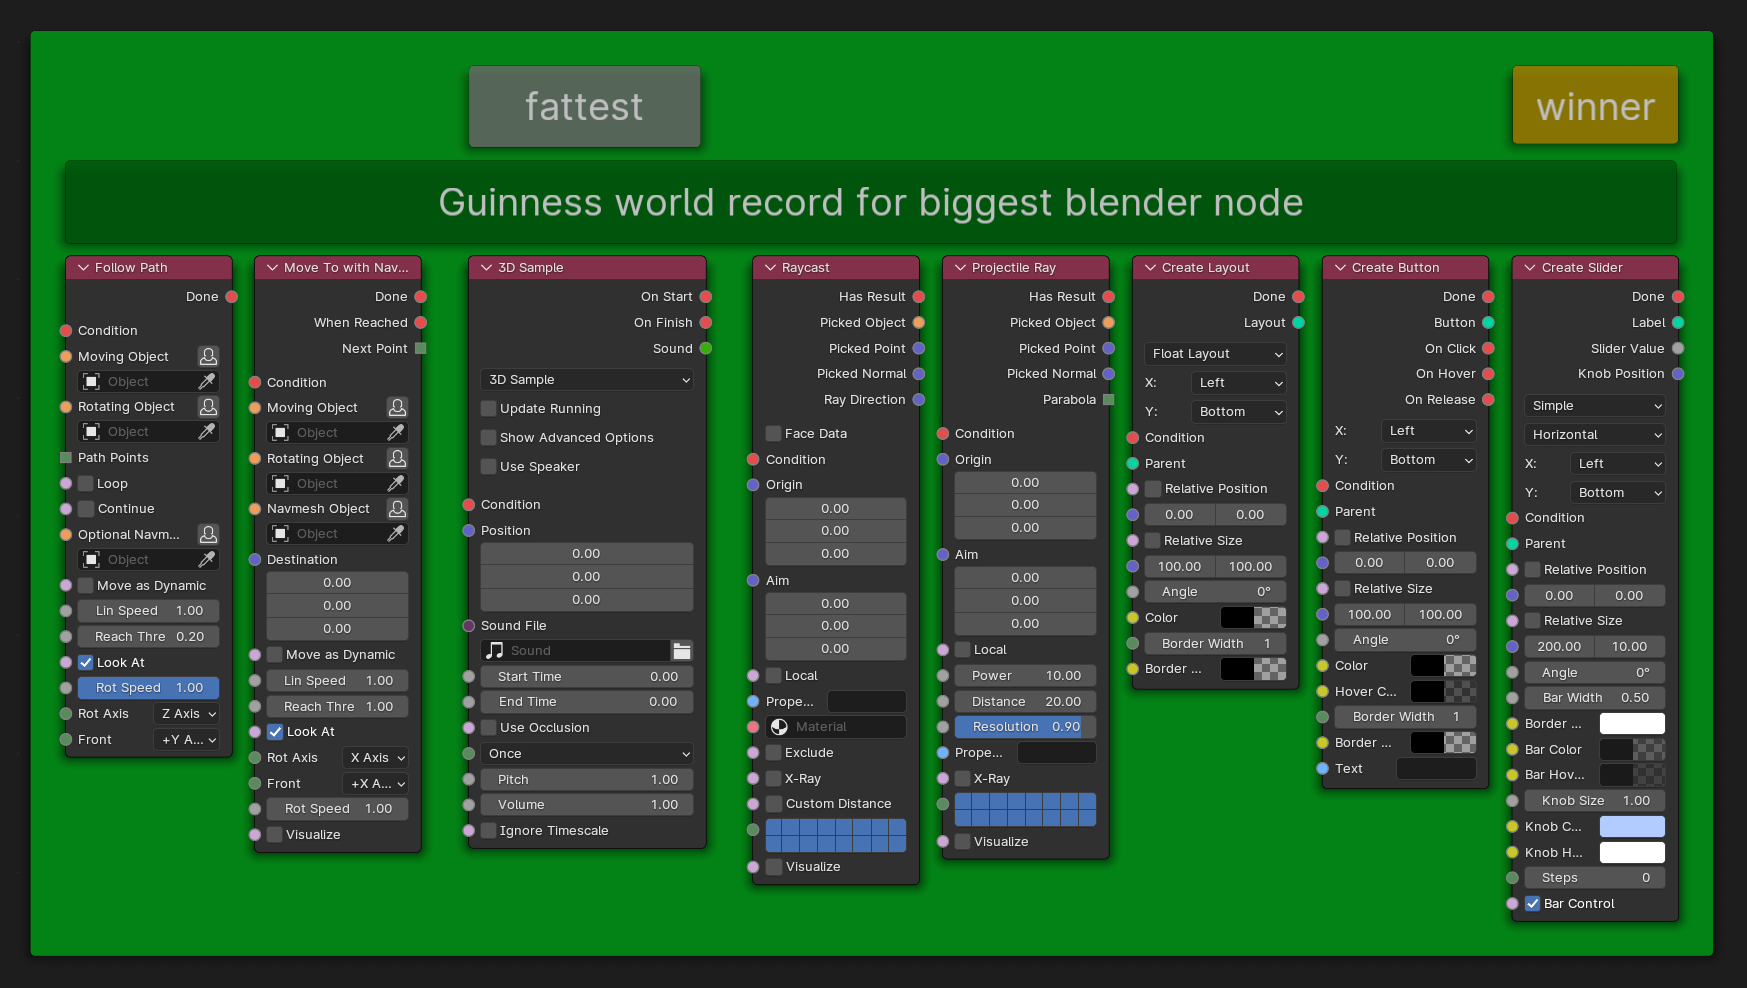 fattest
winner
Guinness world record for biggest blender node
Follow Path
Done
Condition
Moving Object
Object
Rotating Object
Object
Path Points
Loop
Continue
Optional Navm...
Object
Move as Dynamic
Lin Speed 1.00
Reach Thre 0.20
Look At
Rot Speed 1.00
Rot Axis Z Axis
Front +Y A...
Move To with Nav...
Done
When Reached
Next Point
Condition
Moving Object
Object
Rotating Object
Object
Navmesh Object
Object
Destination
0.00
0.00
0.00
Move as Dynamic
Lin Speed 1.00
Reach Thre 1.00
Look At
Rot Axis X Axis
Front +X A...
Rot Speed 1.00
Visualize
3D Sample
On Start
On Finish
Sound
3D Sample
Update Running
Show Advanced Options
Use Speaker
Condition
Position
0.00
0.00
0.00
Sound File
Sound
Start Time 0.00
End Time 0.00
Use Occlusion
Once
Pitch 1.00
Volume 1.00
Ignore Timescale
Raycast
Has Result
Picked Object
Picked Point
Picked Normal
Ray Direction
Face Data
Condition
Origin
0.00
0.00
0.00
Aim
0.00
0.00
0.00
Local
Prope...
Material
Exclude
X-Ray
Custom Distance
Visualize
Projectile Ray
Has Result
Picked Object
Picked Point
Picked Normal
Parabola
Condition
Origin
0.00
0.00
0.00
Aim
0.00
0.00
0.00
Local
Power 10.00
Distance 20.00
Resolution 0.90
Prope...
X-Ray
Visualize
Create Layout
Done
Layout
Float Layout
X: Left
Y: Bottom
Condition
Parent
Relative Position
0.00 0.00
Relative Size
100.00 100.00
Angle 0°
Color
Border Width 1
Border ...
Create Button
Done
Button
On Click
On Hover
On Release
X: Left
Y: Bottom
Condition
Parent
Relative Position
0.00 0.00
Relative Size
100.00 100.00
Angle 0°
Color
Hover C...
Border Width 1
Border ...
Text
Create Slider
Done
Label
Slider Value
Knob Position
Simple
Horizontal
X: Left
Y: Bottom
Condition
Parent
Relative Position
0.00 0.00
Relative Size
200.00 10.00
Angle 0°
Bar Width 0.50
Border ...
Bar Color
Bar Hov...
Knob Size 1.00
Knob C...
Knob H...
Steps 0
Bar Control